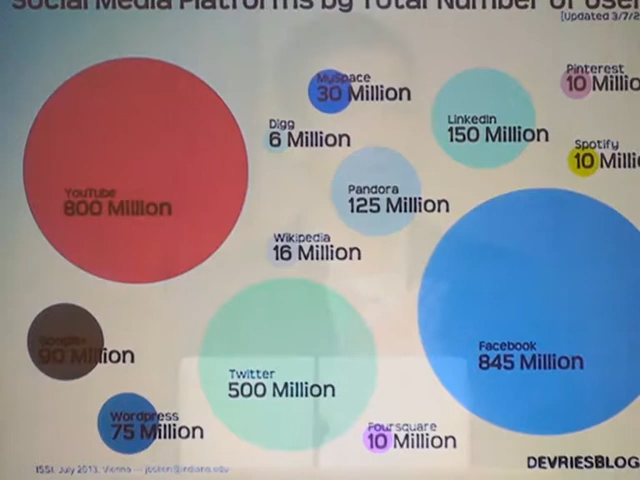 Social Media Platforms by Total Number of User
[Updated 3/7/2
MySpace
30 Million
Pinterest
10 Millio
Digg
6 Million
LinkedIn
150 Million
Spotify
10 Milli
YouTube
800 Million
Pandora
125 Million
Wikipedia
16 Million
Google+
90 Million
Facebook
845 Million
Twitter
500 Million
Wordpress
75 Million
Foursquare
10 Million
DEVRIESBLOG
ISSI, July 2013, Vienna —